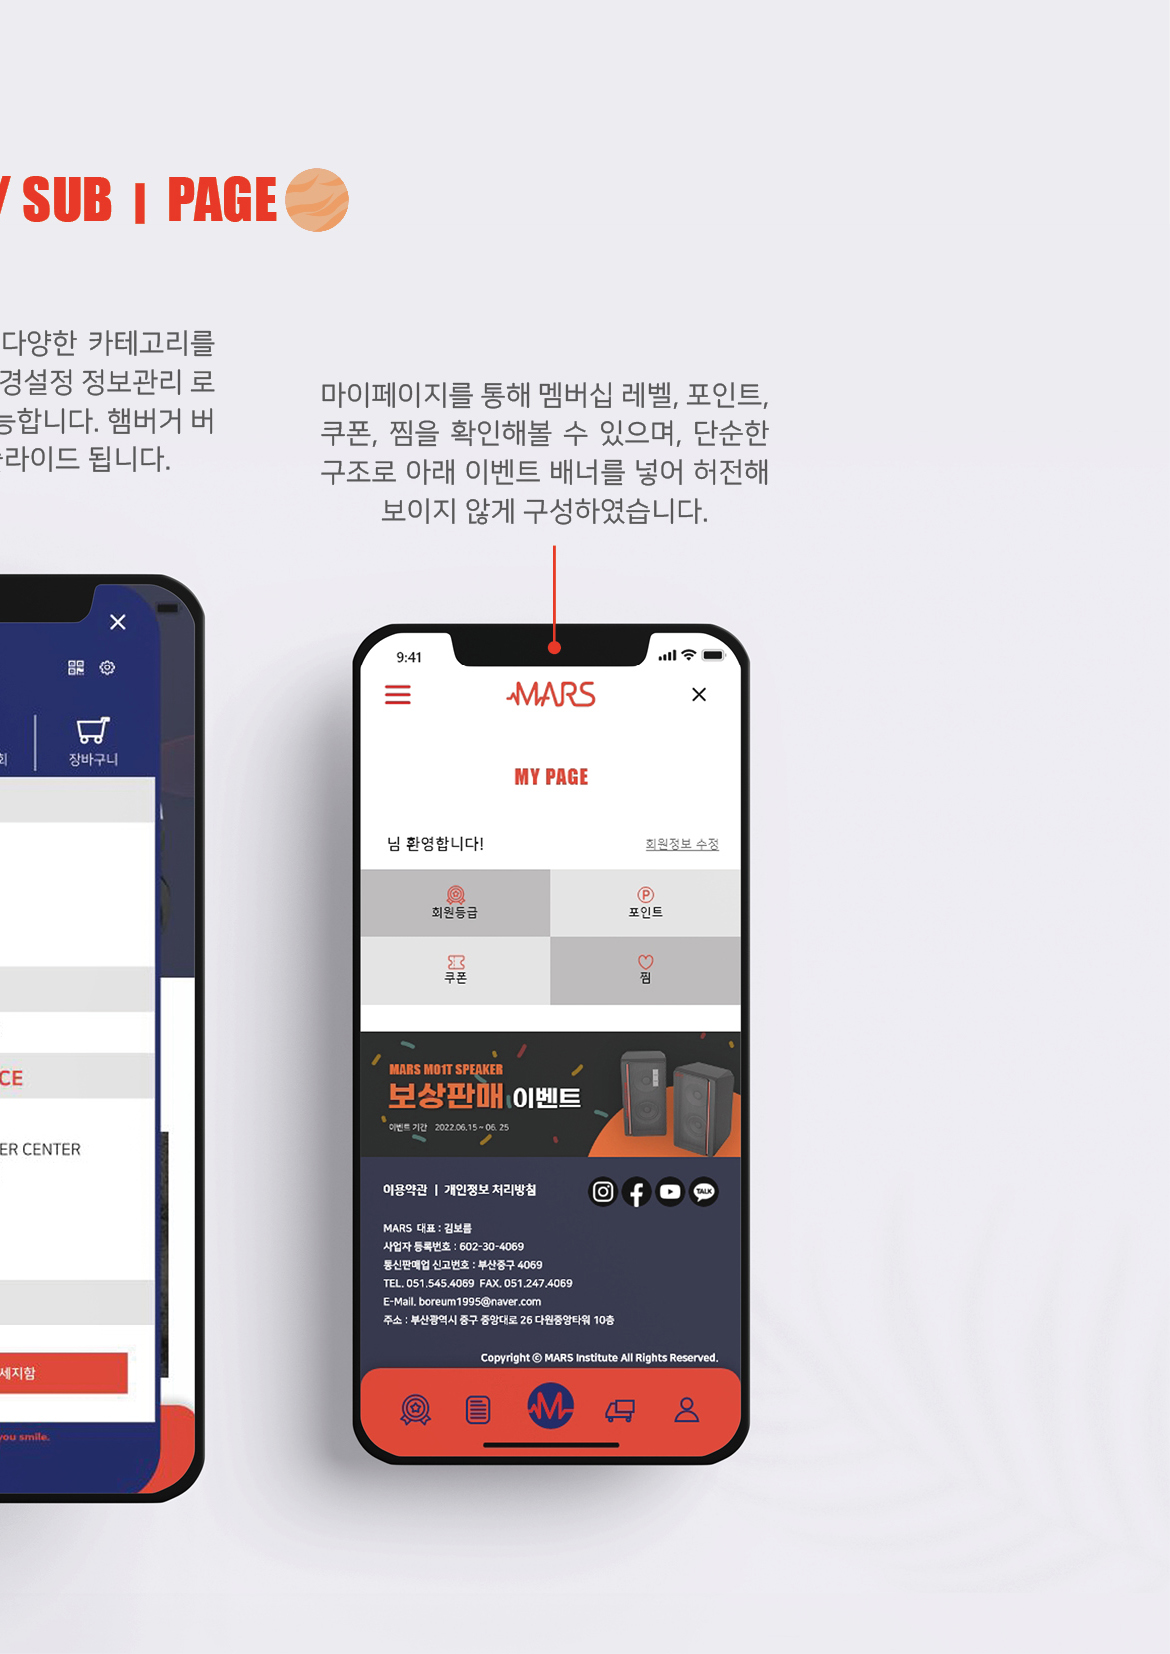 SUB | PAGE
다양한 카테고리를
경설정 정보관리 로
능합니다. 햄버거 버
라이드 됩니다.
마이페이지를 통해 멤버십 레벨, 포인트,
쿠폰, 찜을 확인해볼 수 있으며, 단순한
구조로 아래 이벤트 배너를 넣어 허전해
보이지 않게 구성하였습니다.
회
장바구니
CE
ER CENTER
세지함
you smile.
9:41
MARS
MY PAGE
님 환영합니다!
회원정보 수정
회원등급
포인트
쿠폰
찜
MARS M01T SPEAKER
보상판매 이벤트
이벤트 기간 2022.06.15 ~ 06. 25
이용약관 | 개인정보 처리방침
TALK
MARS 대표 : 김보름
사업자 등록번호 : 602-30-4069
통신판매업 신고번호 : 부산중구 4069
TEL. 051.545.4069 FAX. 051.247.4069
E-Mail. boreum1995@naver.com
주소 : 부산광역시 중구 중앙대로 26 다원중앙타워 10층
Copyright © MARS Institute All Rights Reserved.
M